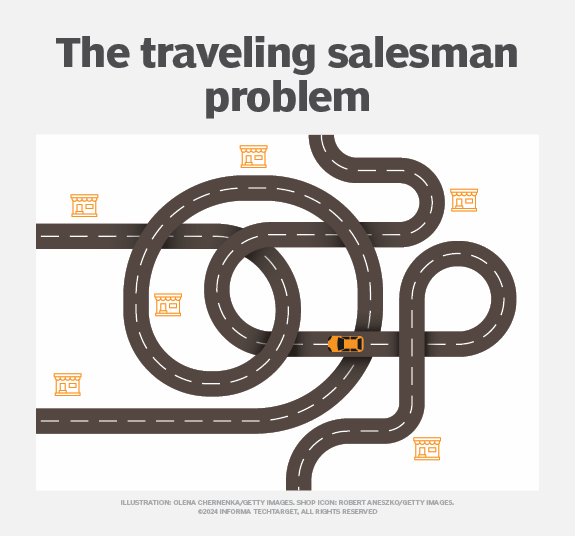 The traveling salesman
problem
ILLUSTRATION: OLENA CHERNENKA/GETTY IMAGES. SHOP ICON: ROBERT ANESZKO/GETTY IMAGES.
©2024 INFORMA TECHTARGET, ALL RIGHTS RESERVED